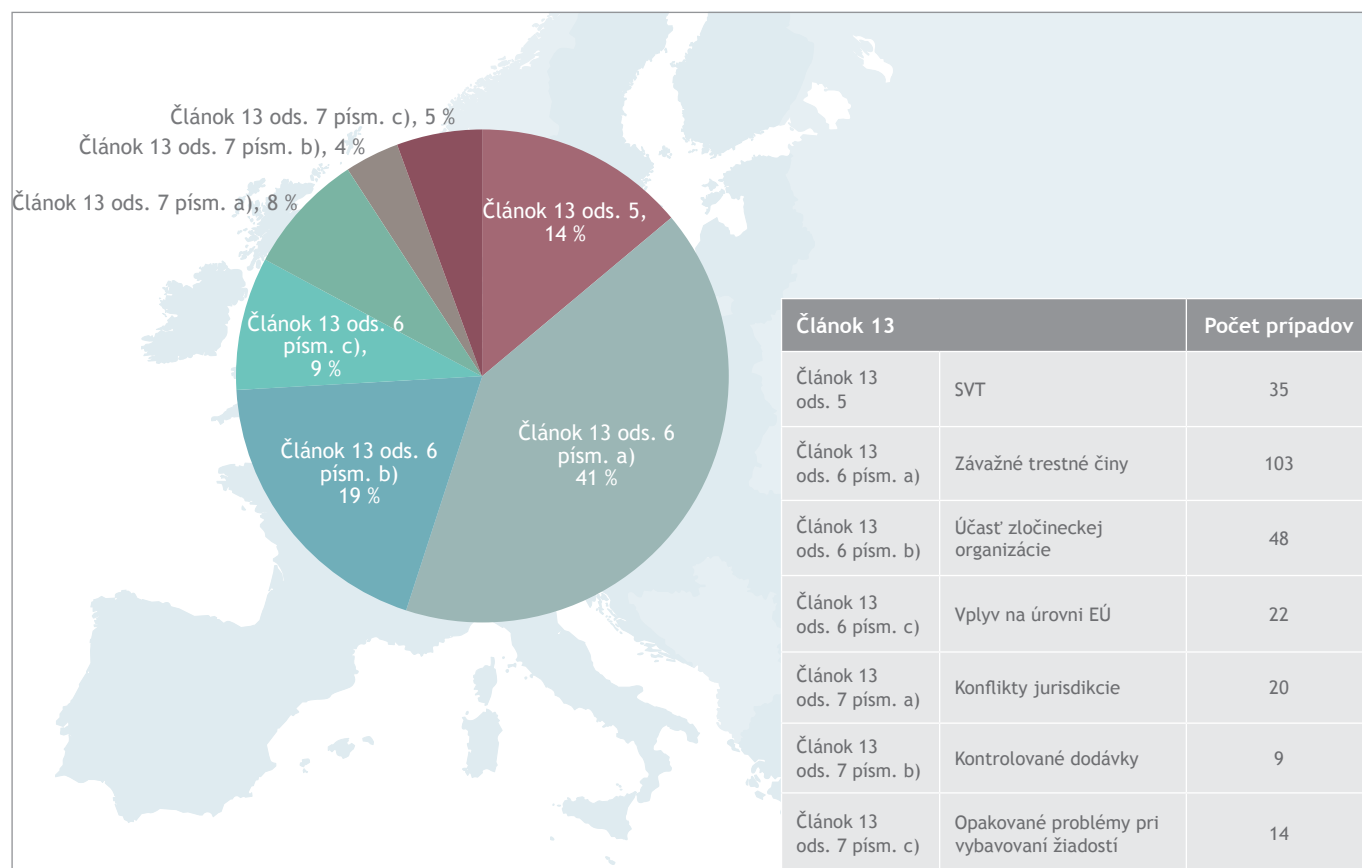 Článok 13 ods. 7 písm. c), 5 %
Článok 13 ods. 7 písm. b), 4 %
Článok 13 ods. 7 písm. a), 8 %
Článok 13 ods. 5,
14 %
Článok 13 ods. 6
písm. c),
9 %
Článok 13 ods. 6
písm. a)
41 %
Článok 13 ods. 6
písm. b)
19 %
Článok 13 Počet prípadov
Článok 13
ods. 5
SVT
35
Článok 13
ods. 6 písm. a)
Závažné trestné činy
103
Článok 13
ods. 6 písm. b)
Účasť zločineckej
organizácie
48
Článok 13
ods. 6 písm. c)
Vplyv na úrovni EÚ
22
Článok 13
ods. 7 písm. a)
Konflikty jurisdikcie
20
Článok 13
ods. 7 písm. b)
Kontrolované dodávky
9
Článok 13
ods. 7 písm. c)
Opakované problémy pri
vybavovaní žiadostí
14